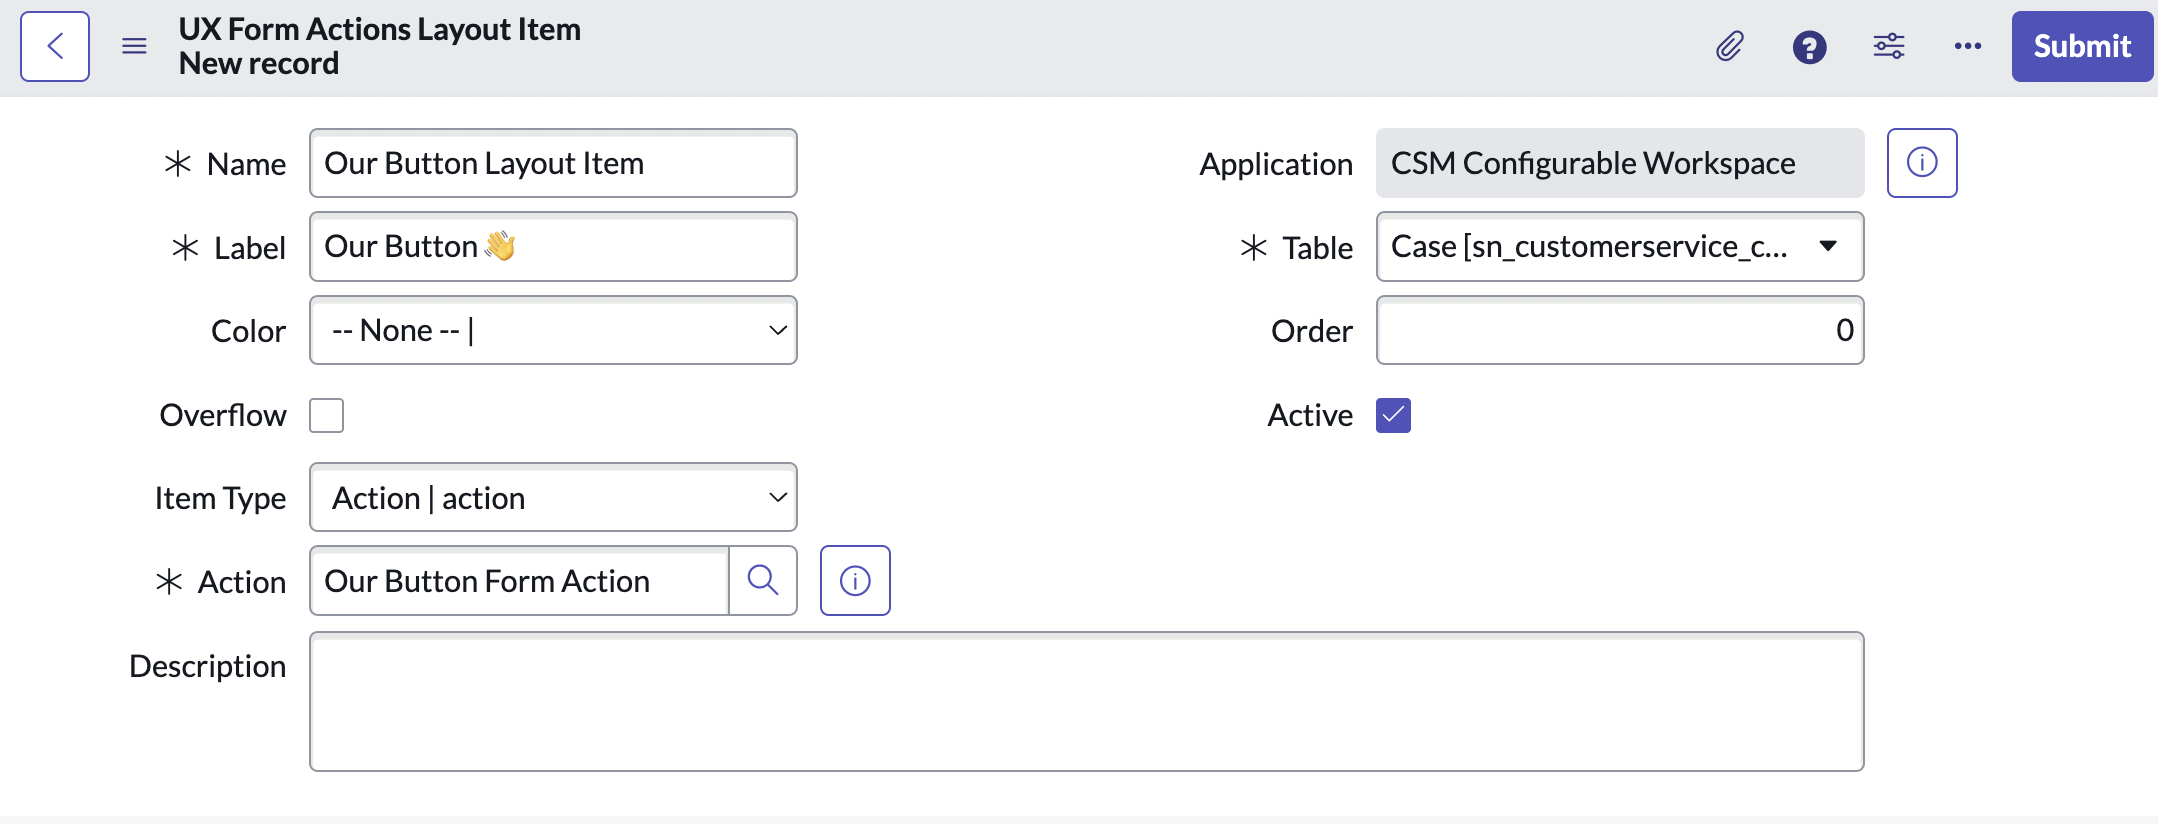 UX Form Actions Layout Item
New record
Submit
Name
Our Button Layout Item
Application
CSM Configurable Workspace
Label
Our Button 👋
Table
Case [sn_customerservice_c...
Color
-- None -- |
Order
0
Overflow
Active
Item Type
Action | action
Action
Our Button Form Action
Description